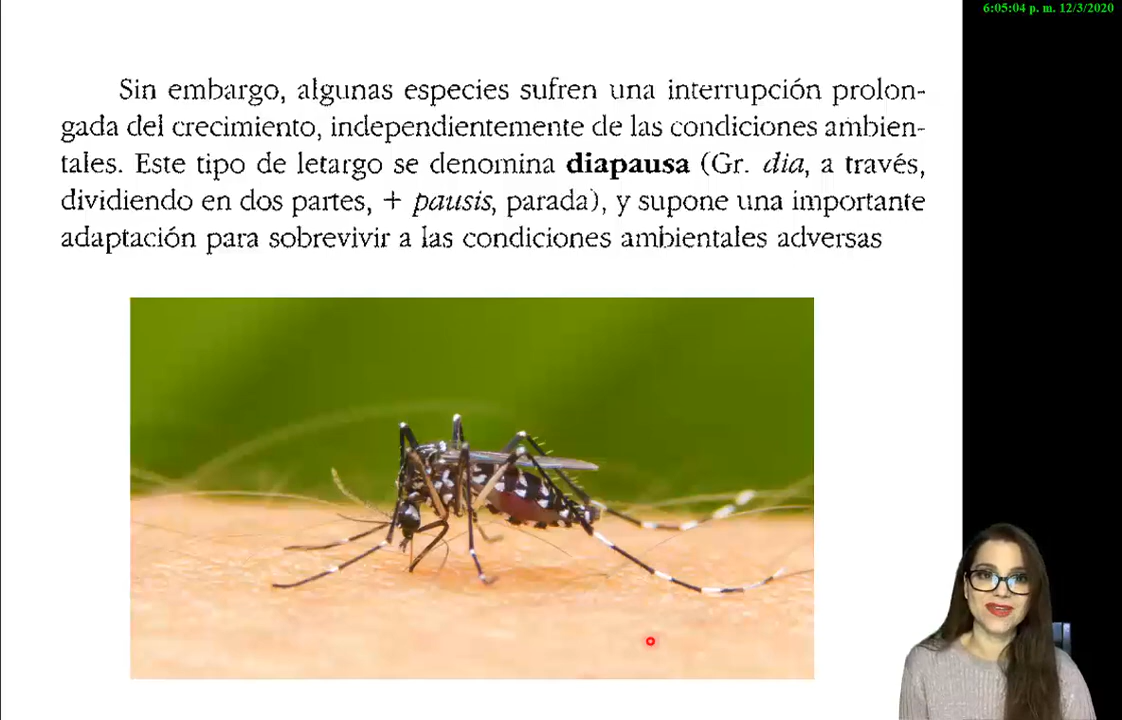 6:05:04 p. m. 12/3/2020
Sin embargo, algunas especies sufren una interrupción prolon-
gada del crecimiento, independientemente de las condiciones ambien-
tales. Este tipo de letargo se denomina diapausa (Gr. dia, a través,
dividiendo en dos partes, + pausis, parada), y supone una importante
adaptación para sobrevivir a las condiciones ambientales adversas